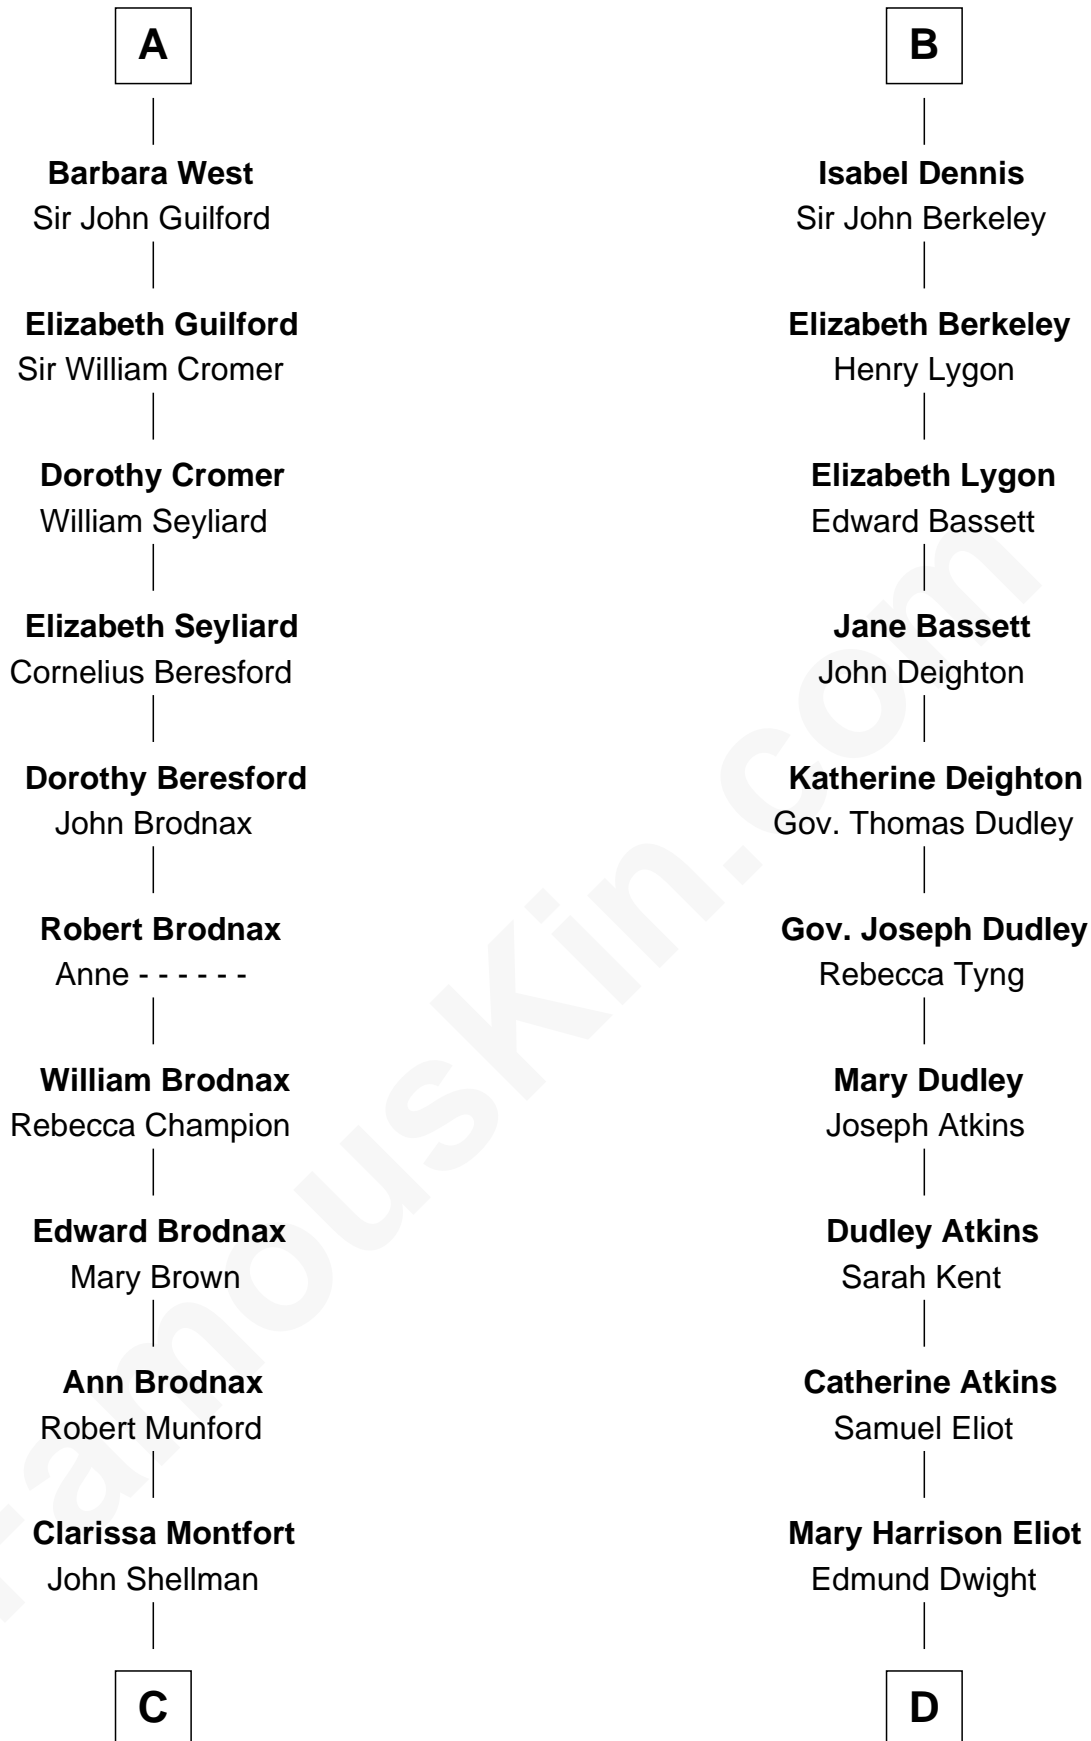 A
Barbara West
Sir John Guilford
Elizabeth Guilford
Sir William Cromer
Dorothy Cromer
William Seyliard
Elizabeth Seyliard
Cornelius Beresford
Dorothy Beresford
John Brodnax
Robert Brodnax
Anne - - - - - -
William Brodnax
Rebecca Champion
Edward Brodnax
Mary Brown
Ann Brodnax
Robert Munford
Clarissa Montfort
John Shellman
C
B
Isabel Dennis
Sir John Berkeley
Elizabeth Berkeley
Henry Lygon
Elizabeth Lygon
Edward Bassett
Jane Bassett
John Deighton
Katherine Deighton
Gov. Thomas Dudley
Gov. Joseph Dudley
Rebecca Tyng
Mary Dudley
Joseph Atkins
Dudley Atkins
Sarah Kent
Catherine Atkins
Samuel Eliot
Mary Harrison Eliot
Edmund Dwight
D
FamousKin.com